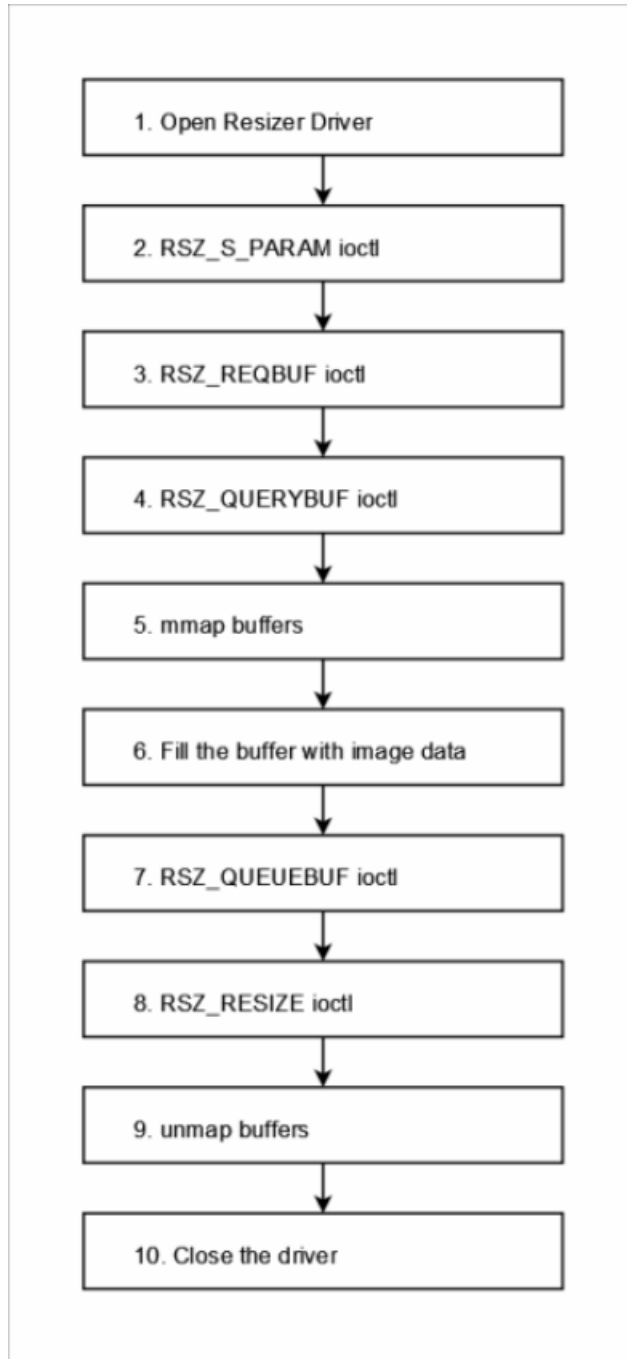 1. Open Resizer Driver
2. RSZ_S_PARAM ioctl
3. RSZ_REQBUF ioctl
4. RSZ_QUERYBUF ioctl
5. mmap buffers
6. Fill the buffer with image data
7. RSZ_QUEUEBUF ioctl
8. RSZ_RESIZE ioctl
9. unmap buffers
10. Close the driver